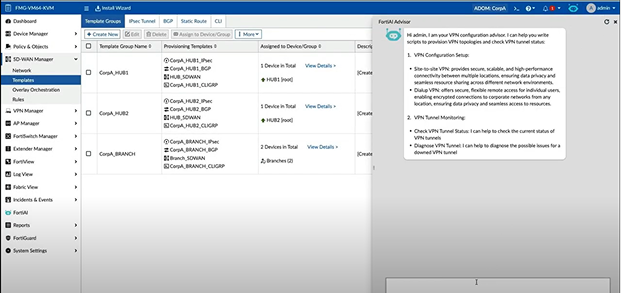 FMG-VM64-KVM
Install Wizard
ADOM: CorpA
1
admin
Dashboard
Device Manager
Policy & Objects
SD-WAN Manager
Network
Templates
Overlay Orchestration
Rules
VPN Manager
AP Manager
FortiSwitch Manager
Extender Manager
FortiView
Log View
Fabric View
Incidents & Events
FortiAI
Reports
FortiGuard
System Settings
Template Groups IPsec Tunnel BGP Static Route CLI
+ Create New Edit Delete Assign to Device/Group More
Template Group Name Provisioning Templates Assigned to Device/Group Descri
CorpA_HUB1
CorpA_HUB1_IPsec
CorpA_HUB1_BGP
HUB_SDWAN
CorpA_HUB1_CLIGRP
1 Device in Total View Details >
HUB1 [root]
[Create
CorpA_HUB2
CorpA_HUB2_IPsec
CorpA_HUB2_BGP
HUB_SDWAN
CorpA_HUB2_CLIGRP
1 Device in Total View Details >
HUB2 [root]
[Create
CorpA_BRANCH
CorpA_BRANCH_IPsec
CorpA_BRANCH_BGP
Branch_SDWAN
CorpA_BRANCH_CLIGRP
2 Devices in Total View Details >
Branches (2)
[Create
FortiAI Advisor
Hi admin, I am your VPN configuration advisor. I can help you write
scripts to provision VPN topologies and check VPN tunnel status:
1. VPN Configuration Setup:
• Site-to-site VPN: provides secure, scalable, and high-performance
connectivity between multiple locations, ensuring data privacy and
seamless resource sharing across different network environments.
• Dialup VPN: offers secure, flexible remote access for individual users,
enabling encrypted connections to corporate networks from any
location, ensuring data privacy and seamless access to resources.
2. VPN Tunnel Monitoring:
• Check VPN Tunnel Status: I can help to check the current status of
VPN tunnels
• Diagnose VPN Tunnel: I can help to diagnose the possible issues for a
downed VPN tunnel